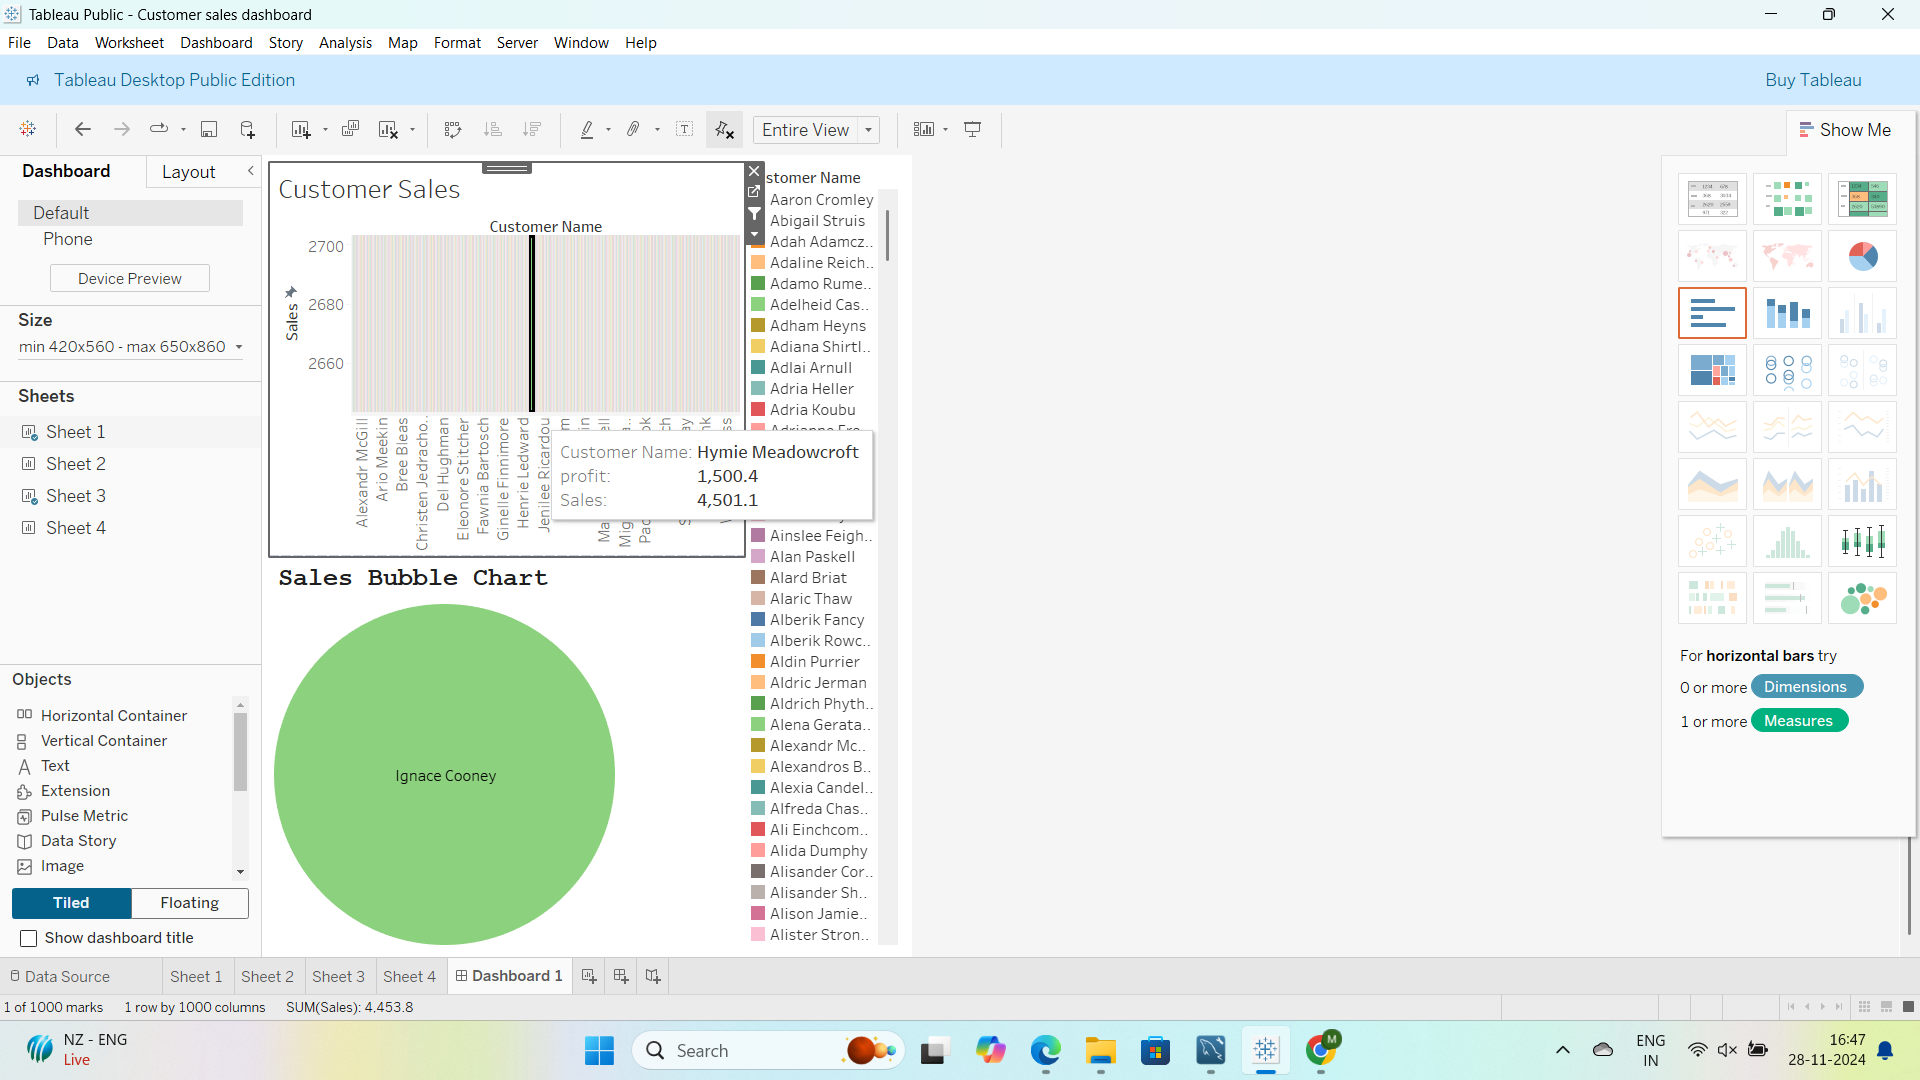 Tableau Public - Customer sales dashboard
File Data Worksheet Dashboard Story Analysis Map Format Server Window Help
Tableau Desktop Public Edition
Buy Tableau
Entire View
Show Me
Dashboard
Layout
Default
Phone
Device Preview
Size
min 420x560 - max 650x860
Sheets
Sheet 1
Sheet 2
Sheet 3
Sheet 4
Objects
Horizontal Container
Vertical Container
Text
Extension
Pulse Metric
Data Story
Image
Tiled
Floating
Show dashboard title
Customer Sales
Customer Name
2700
2680
2660
Sales
Alexandr McGill
Ario Meekin
Bree Bleas
Christen Jedracho..
Del Hughman
Eleonore Stitcher
Fawnia Bartosch
Ginelle Finnimore
Henrie Ledward
Jenilee Ricardou
Customer Name: Hymie Meadowcroft
profit: 1,500.4
Sales: 4,501.1
Sales Bubble Chart
Ignace Cooney
stomer Name
Aaron Cromley
Abigail Struis
Adah Adamcz..
Adaline Reich..
Adamo Rume..
Adelheid Cas..
Adham Heyns
Adiana Shirtl..
Adlai Arnull
Adria Heller
Adria Koubu
Ainslee Feigh..
Alan Paskell
Alard Briat
Alaric Thaw
Alberik Fancy
Alberik Rowc..
Aldin Purrier
Aldric Jerman
Aldrich Phyth..
Alena Gerata..
Alexandr Mc..
Alexandros B..
Alexia Candel..
Alfreda Chas..
Ali Einchcom..
Alida Dumphy
Alisander Cor..
Alisander Sh..
Alison Jamie..
Alister Stron..
For horizontal bars try
0 or more Dimensions
1 or more Measures
Data Source
Sheet 1
Sheet 2
Sheet 3
Sheet 4
Dashboard 1
1 of 1000 marks
1 row by 1000 columns
SUM(Sales): 4,453.8
NZ - ENG
Live
Search
M
ENG
IN
16:47
28-11-2024